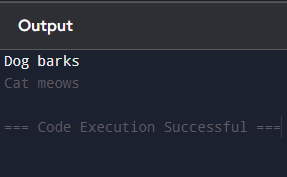 Output
Dog barks
Cat meows
=== Code Execution Successful ===